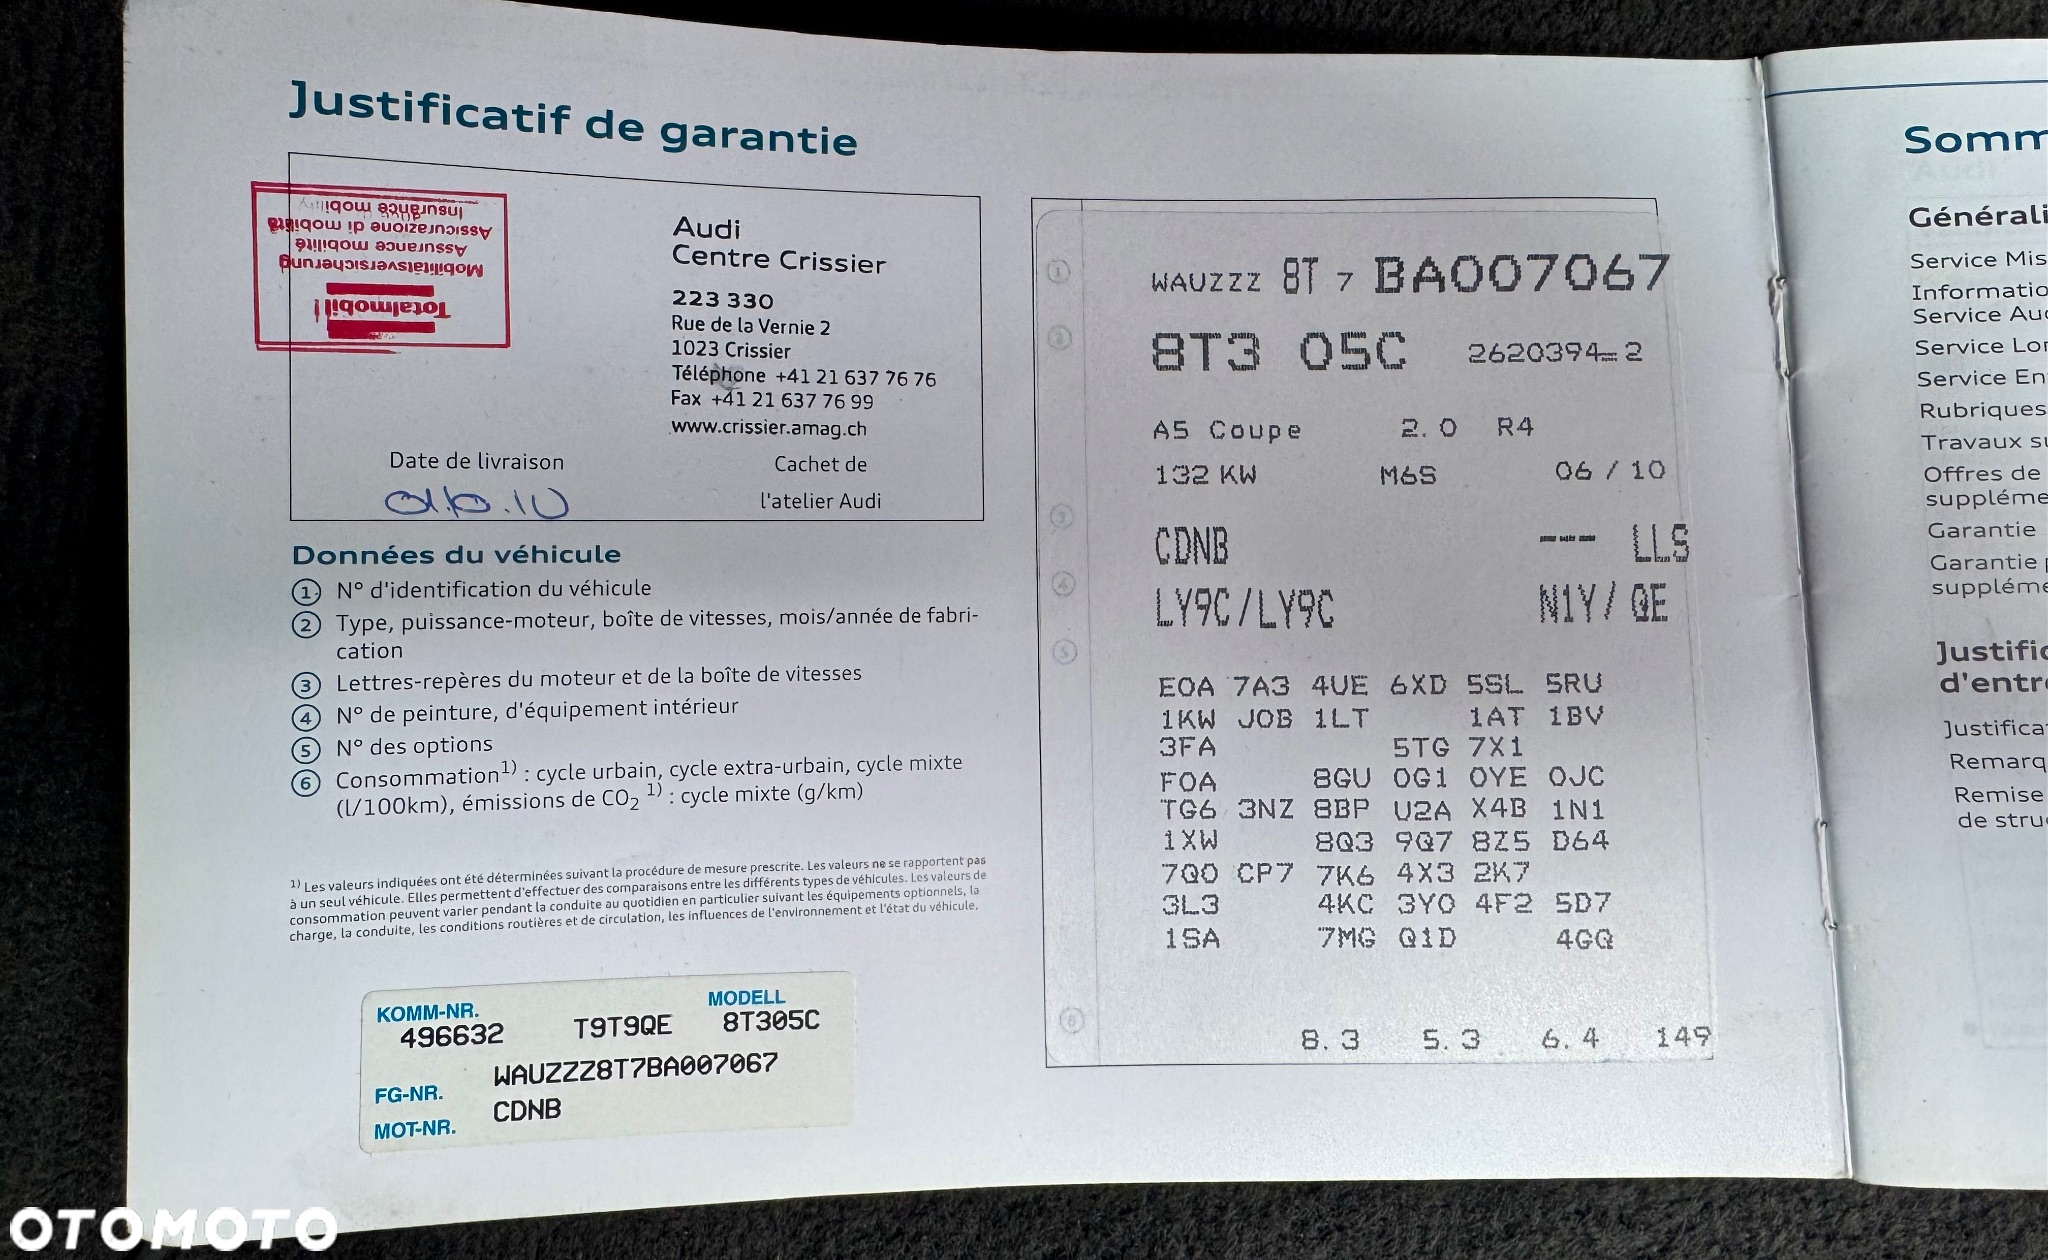 Justificatif de garantie
Totalmobil!
Mobilitätsversicherung
Assurance mobilité
Assicurazione di mobilità
Insurance mobility
Audi
Centre Crissier
223 330
Rue de la Vernie 2
1023 Crissier
Téléphone +41 21 637 76 76
Fax +41 21 637 76 99
www.crissier.amag.ch
Date de livraison
Cachet de
l'atelier Audi
Données du véhicule
1 N° d'identification du véhicule
2 Type, puissance-moteur, boîte de vitesses, mois/année de fabri-
cation
3 Lettres-repères du moteur et de la boîte de vitesses
4 N° de peinture, d'équipement intérieur
5 N° des options
6 Consommation1) : cycle urbain, cycle extra-urbain, cycle mixte
(l/100km), émissions de CO2 1) : cycle mixte (g/km)
1) Les valeurs indiquées ont été déterminées suivant la procédure de mesure prescrite. Les valeurs ne se rapportent pas
à un seul véhicule. Elles permettent d'effectuer des comparaisons entre les différents types de véhicules. Les valeurs de
consommation peuvent varier pendant la conduite au quotidien en particulier suivant les équipements optionnels, la
charge, la conduite, les conditions routières et de circulation, les influences de l'environnement et l'état du véhicule.
KOMM-NR. MODELL
496632 T9T9QE 8T305C
FG-NR. WAUZZZ8T7BA007067
MOT-NR. CDNB
1 WAUZZZ 8T 7 BA007067
2 8T3 05C 2620394=2
A5 Coupe 2.0 R4
132 KW M6S 06 / 10
3 CDNB --- LLS
4 LY9C/LY9C N1Y/ QE
5
E0A 7A3 4UE 6XD 5SL 5RU
1KW J0B 1LT 1AT 1BV
3FA 5TG 7X1
F0A 8GU 0G1 0YE 0JC
TG6 3NZ 8BP U2A X4B 1N1
1XW 8Q3 9Q7 8Z5 D64
7Q0 CP7 7K6 4X3 2K7
3L3 4KC 3Y0 4F2 5D7
1SA 7MG Q1D 4GQ
6 8.3 5.3 6.4 149
Somm
Générali
Service Mis
Informatio
Service Au
Service Lo
Service En
Rubriques
Travaux su
Offres de
suppléme
Garantie
Garantie
suppléme
Justific
d'entre
Justifica
Remarq
Remise
de stru
OTOMOTO